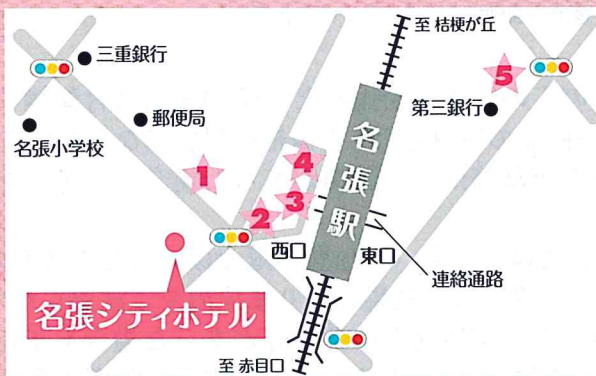 至 桔梗が丘
三重銀行
5
第三銀行
郵便局
名張小学校
1
4
3
2
名張駅
西口
東口
連絡通路
名張シティホテル
至 赤目口